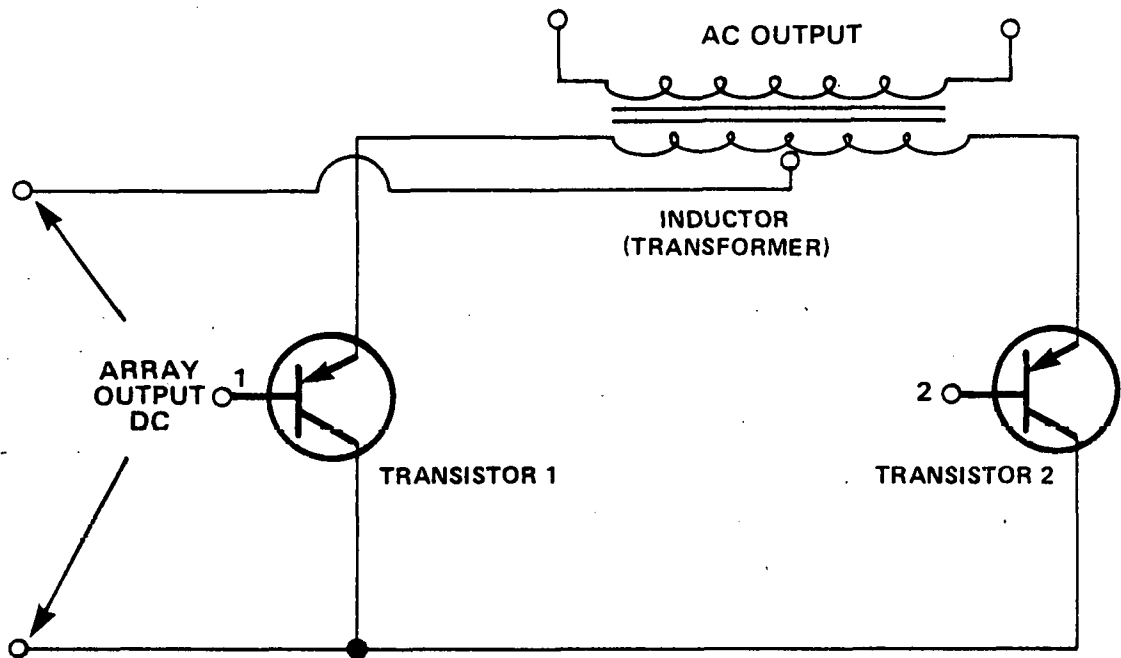 AC OUTPUT
INDUCTOR
(TRANSFORMER)
ARRAY
OUTPUT
DC
1
2
TRANSISTOR 1
TRANSISTOR 2